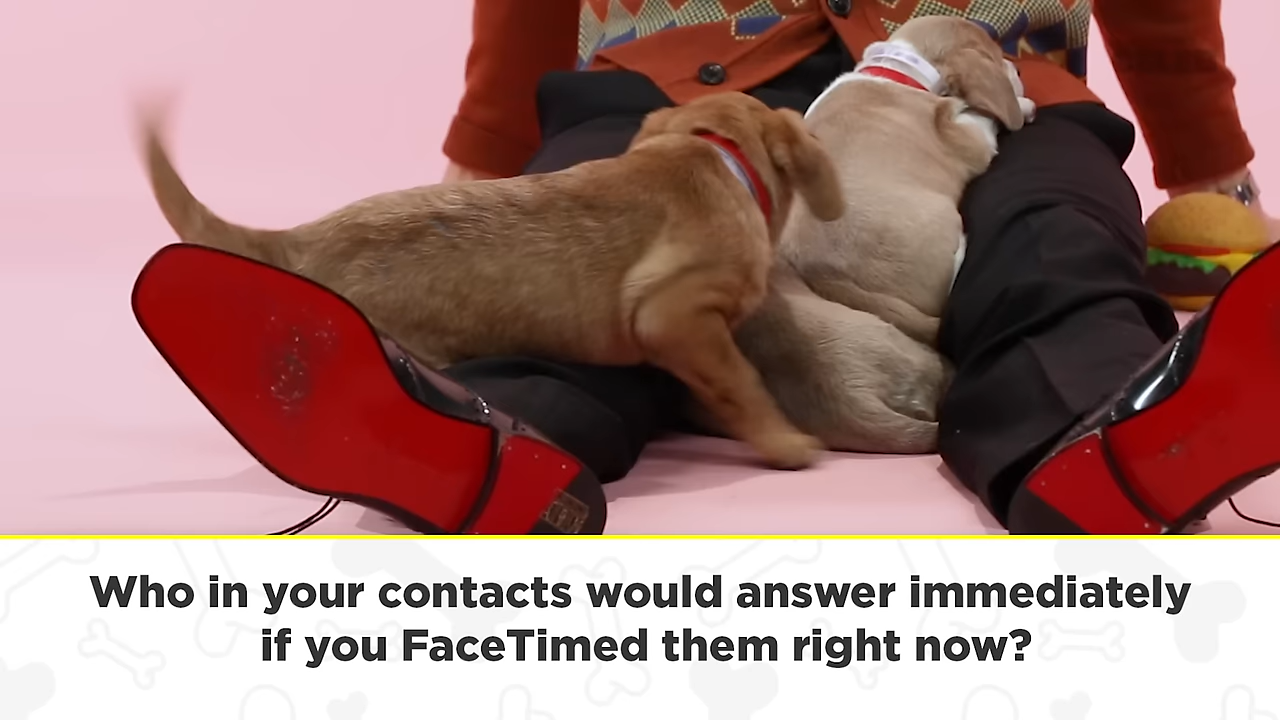 Who in your contacts would answer immediately
if you FaceTimed them right now?